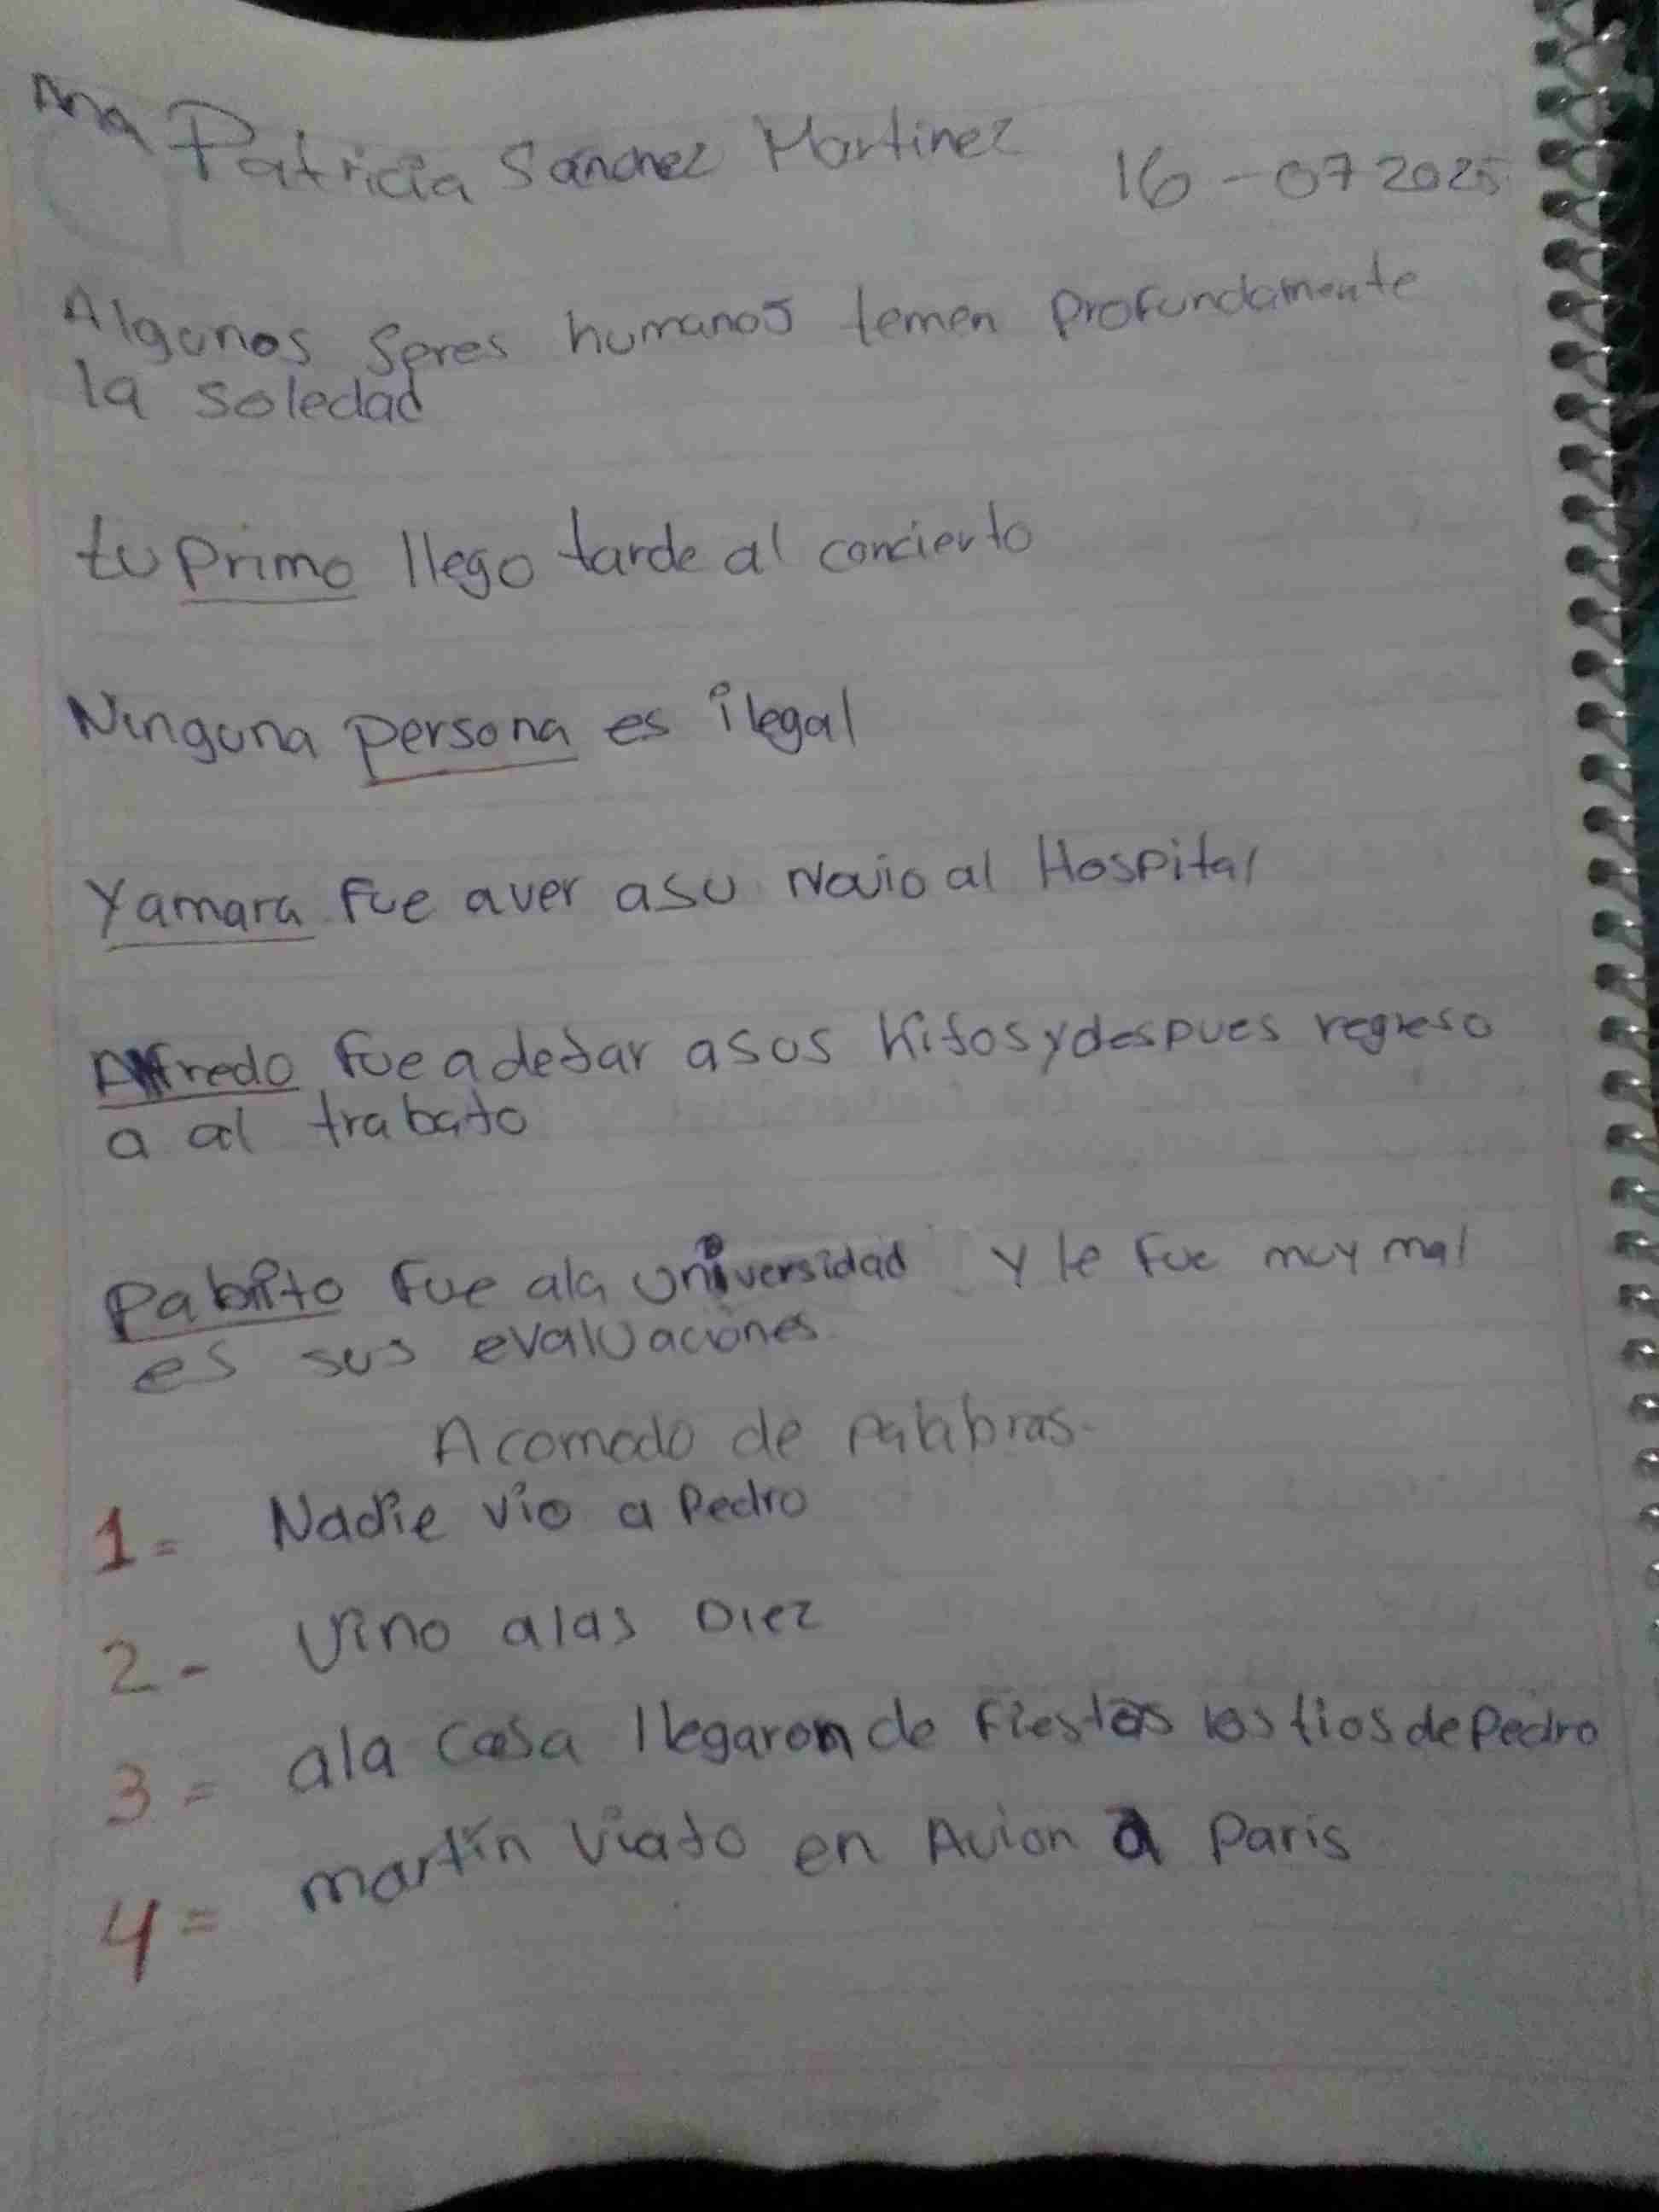 Ana Patricia Sanchez Martinez 16-07 2025
Algunos seres humanos temen profundamente
la soledad
tu primo llego tarde al concierto
Ninguna persona es ilegal
Yamara fue aver asu Novio al Hospital
Alfredo fue a dejar asus hijos y despues regreso
a al trabajo
Pablito fue ala universidad y le fue muy mal
es sus evaluaciones
Acomodo de palabras.
1= Nadie vio a Pedro
2- Vino alas Diez
3= ala casa llegaron de fiestas los tios de Pedro
4= martín viajo en Avion a Paris